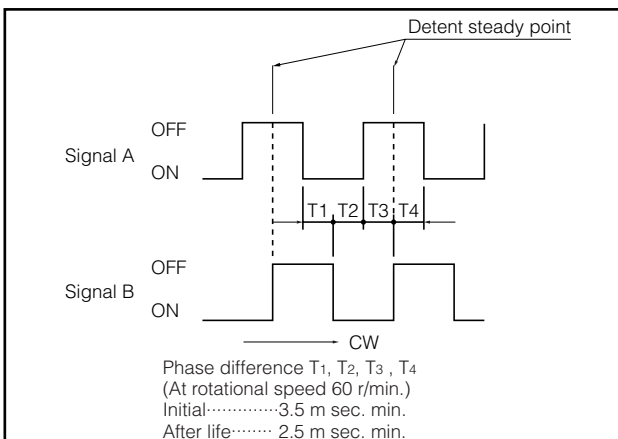 Detent steady point
OFF
Signal A
ON
T1 T2 T3 T4
OFF
Signal B
ON
CW
Phase difference T1, T2, T3 , T4
(At rotational speed 60 r/min.)
Initial··············3.5 m sec. min.
After life········ 2.5 m sec. min.